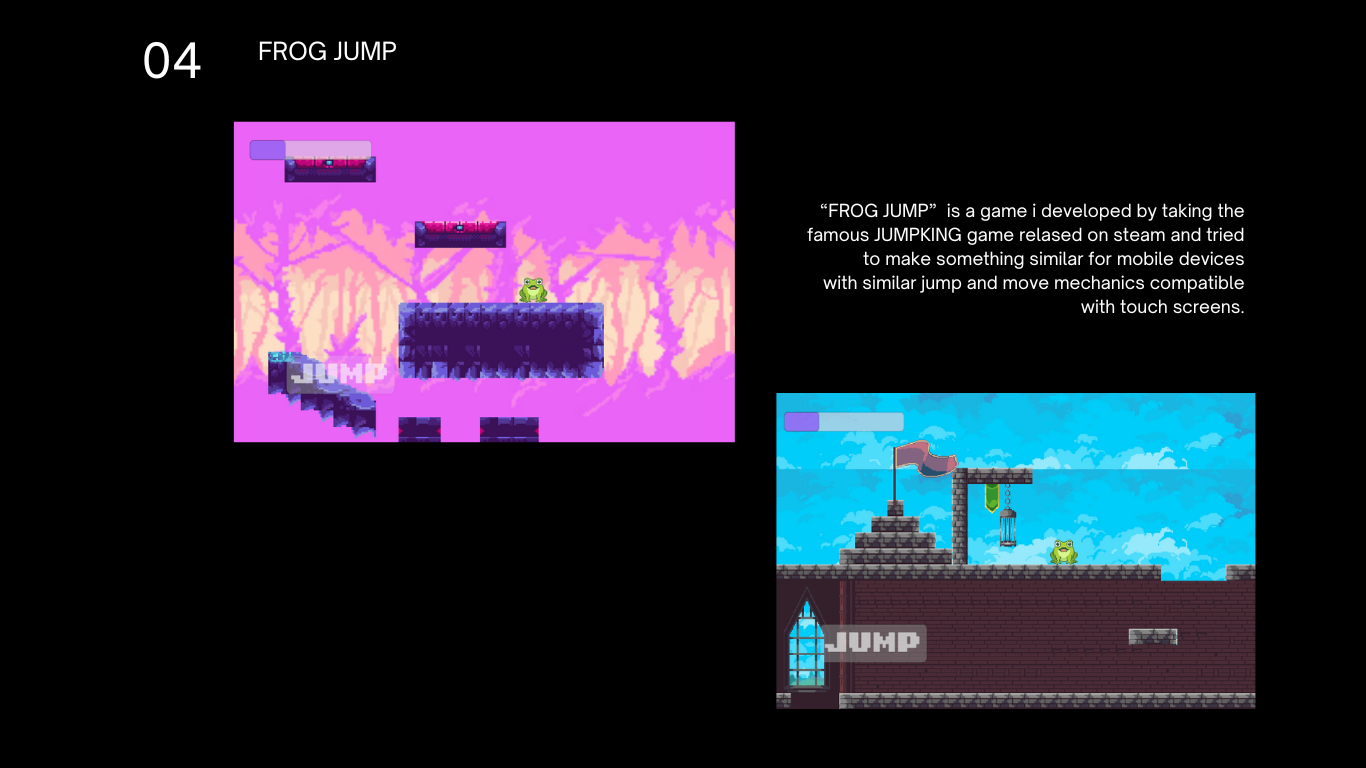 04
FROG JUMP
“FROG JUMP”  is a game i developed by taking the
famous JUMPKING game relased on steam and tried
to make something similar for mobile devices
with similar jump and move mechanics compatible
with touch screens.
JUMP
JUMP